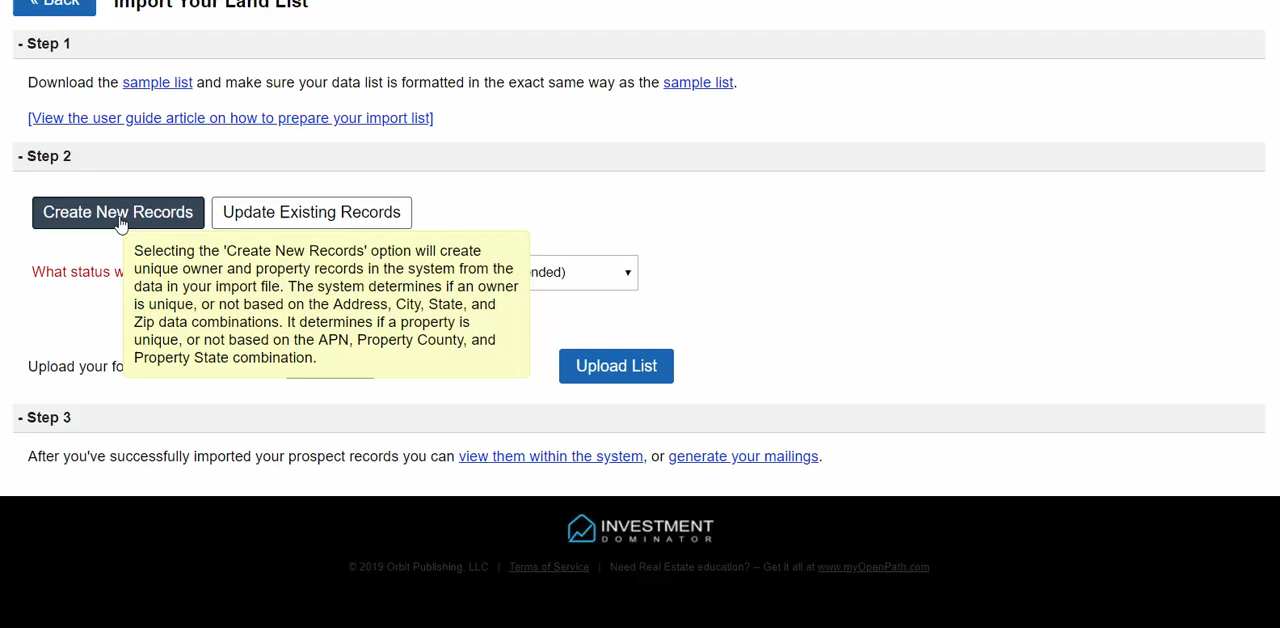 « Back Import Your Land List
- Step 1
Download the sample list and make sure your data list is formatted in the exact same way as the sample list.
[View the user guide article on how to prepare your import list]
- Step 2
Create New Records Update Existing Records
Selecting the 'Create New Records' option will create
unique owner and property records in the system from the
data in your import file. The system determines if an owner
is unique, or not based on the Address, City, State, and
Zip data combinations. It determines if a property is
unique, or not based on the APN, Property County, and
Property State combination.
What status
Upload your Upload List
- Step 3
After you've successfully imported your prospect records you can view them within the system, or generate your mailings.
INVESTMENT
DOMINATOR
© 2019 Orbit Publishing, LLC | Terms of Service | Need Real Estate education? – Get it all at www.myOpenPath.com